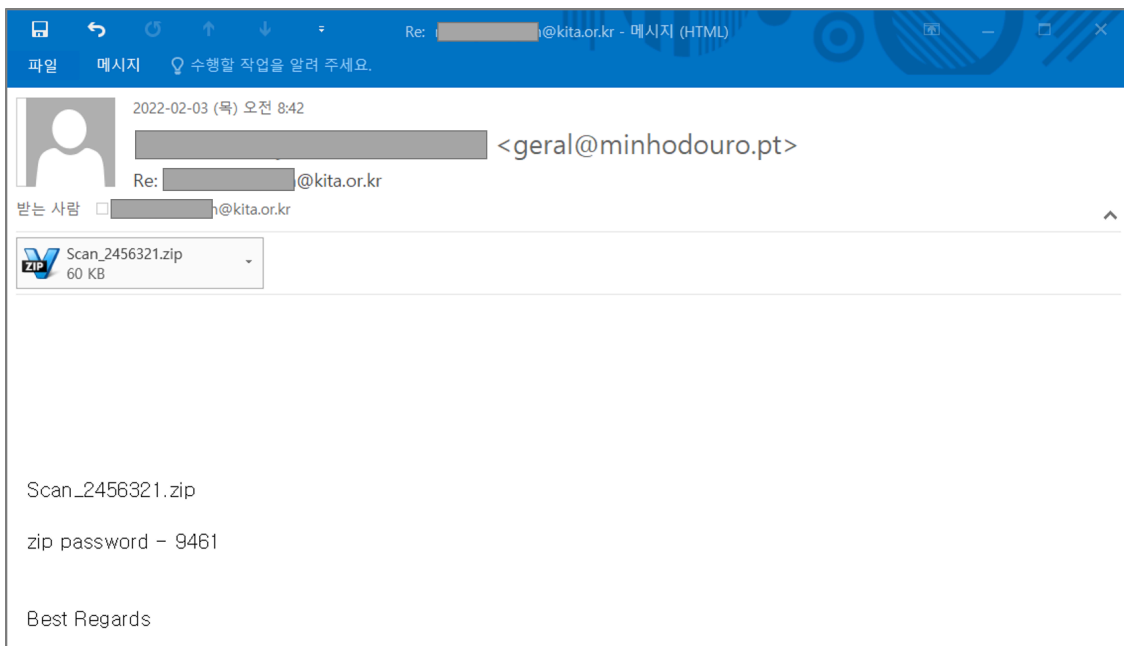 Re: @kita.or.kr - 메시지 (HTML)
파일 메시지 수행할 작업을 알려 주세요.
2022-02-03 (목) 오전 8:42
<geral@minhodouro.pt>
Re: @kita.or.kr
받는 사람 n@kita.or.kr
ZIP Scan_2456321.zip
60 KB
Scan_2456321.zip
zip password - 9461
Best Regards